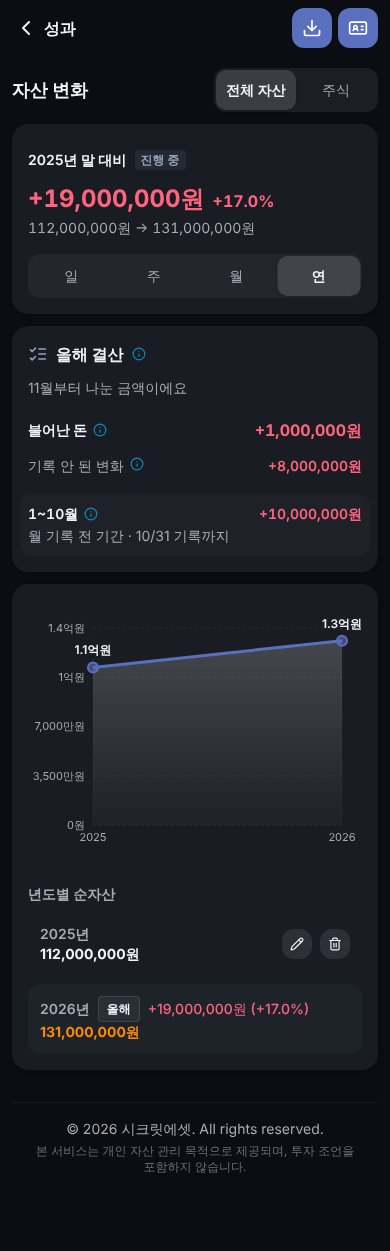 성과
자산 변화
전체 자산
주식
2025년 말 대비 진행 중
+19,000,000원 +17.0%
112,000,000원 → 131,000,000원
일 주 월 연
올해 결산
11월부터 나눈 금액이에요
불어난 돈 +1,000,000원
기록 안 된 변화 +8,000,000원
1~10월 +10,000,000원
월 기록 전 기간 · 10/31 기록까지
1.3억원
1.4억원
1.1억원
1억원
7,000만원
3,500만원
0원
2025 2026
년도별 순자산
2025년
112,000,000원
2026년 올해 +19,000,000원 (+17.0%)
131,000,000원
© 2026 시크릿에셋. All rights reserved.
본 서비스는 개인 자산 관리 목적으로 제공되며, 투자 조언을
포함하지 않습니다.